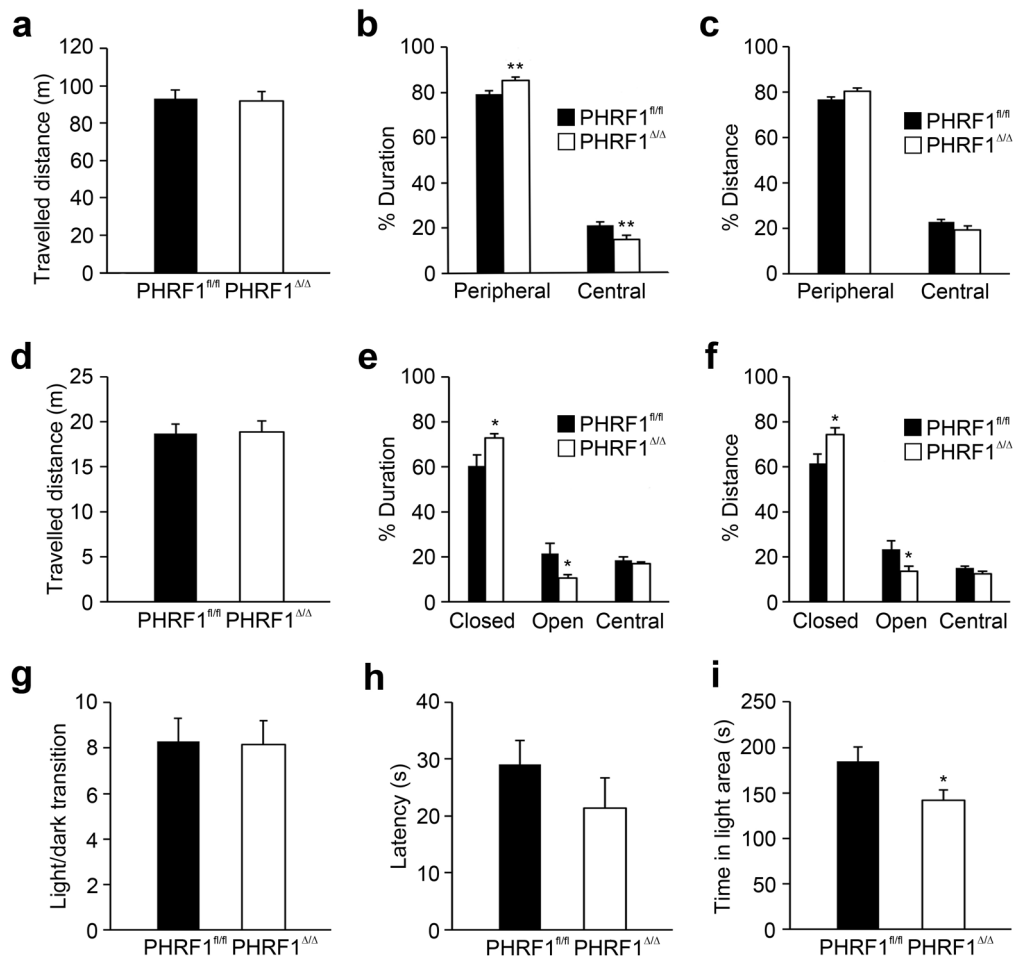 a
Travelled distance (m)
120
100
80
60
40
20
0
PHRF1fl/fl PHRF1Δ/Δ
b
% Duration
100
80
60
40
20
0
**
**
PHRF1fl/fl
PHRF1Δ/Δ
Peripheral Central
c
% Distance
100
80
60
40
20
0
PHRF1fl/fl
PHRF1Δ/Δ
Peripheral Central
d
Travelled distance (m)
25
20
15
10
5
0
PHRF1fl/fl PHRF1Δ/Δ
e
% Duration
100
80
60
40
20
0
*
*
PHRF1fl/fl
PHRF1Δ/Δ
Closed Open Central
f
% Distance
100
80
60
40
20
0
*
*
PHRF1fl/fl
PHRF1Δ/Δ
Closed Open Central
g
Light/dark transition
10
8
6
4
2
0
PHRF1fl/fl PHRF1Δ/Δ
h
Latency (s)
40
30
20
10
0
PHRF1fl/fl PHRF1Δ/Δ
i
Time in light area (s)
250
200
150
100
50
0
*
PHRF1fl/fl PHRF1Δ/Δ